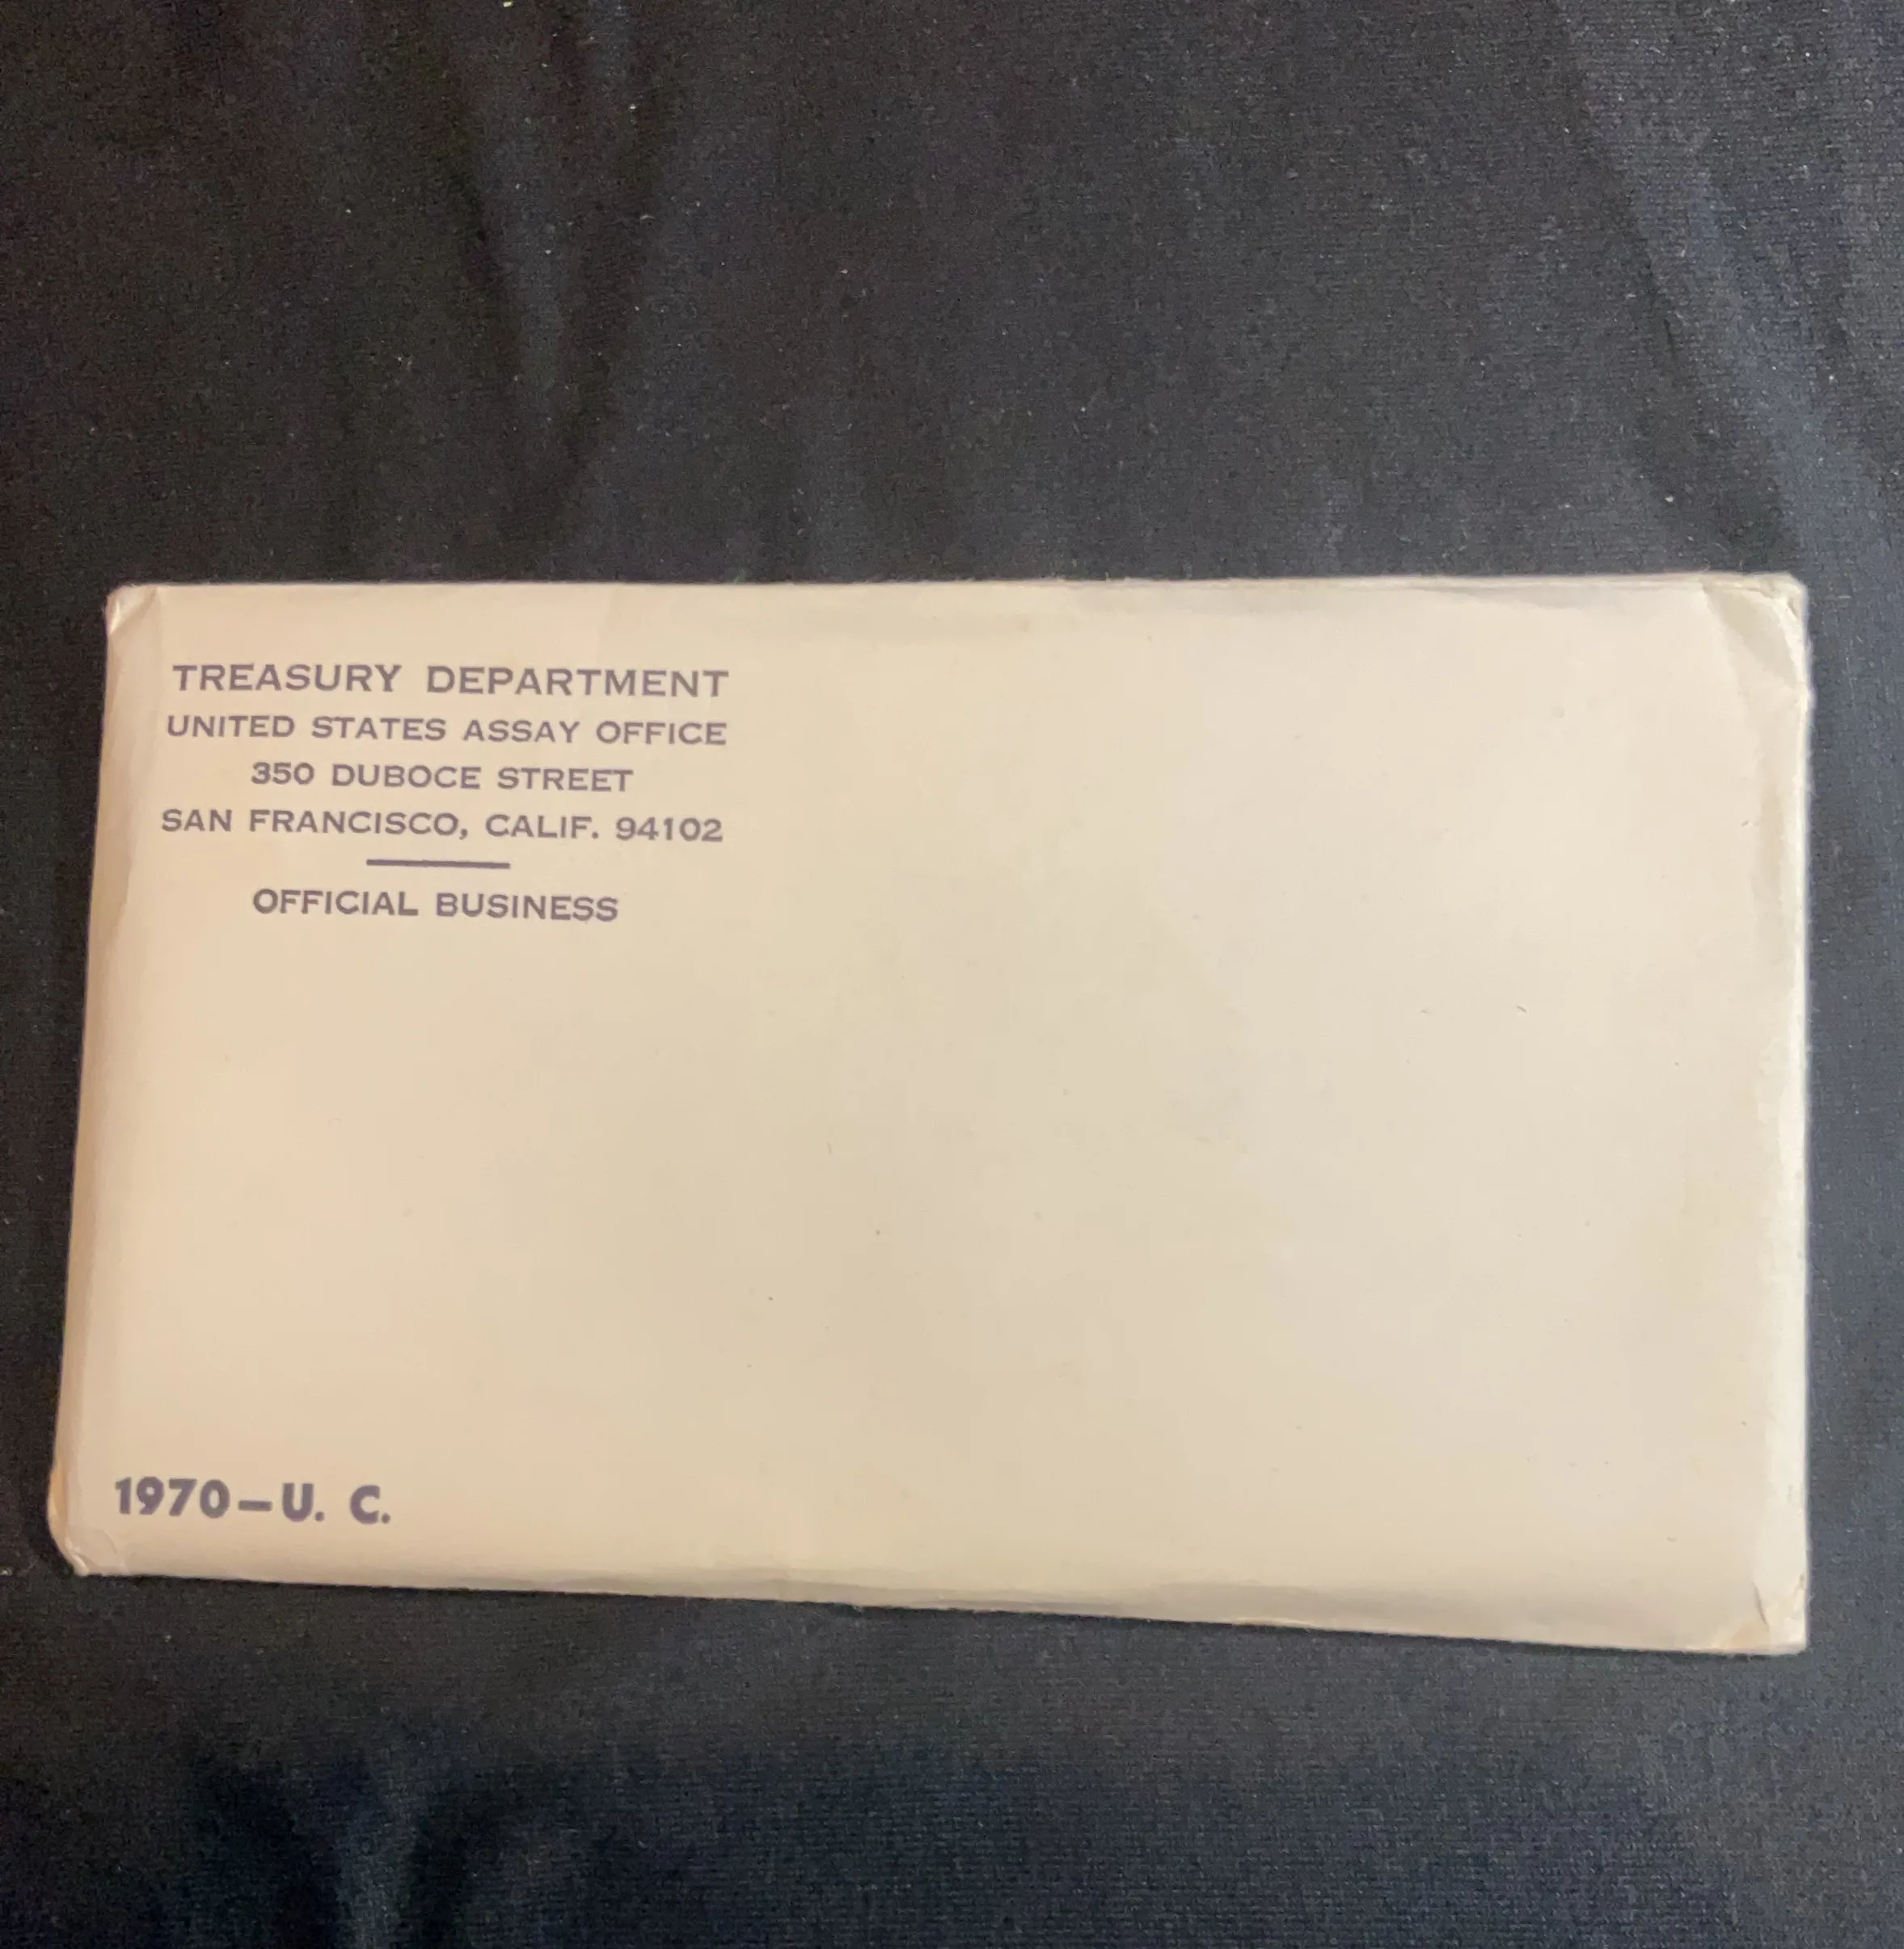 TREASURY DEPARTMENT
UNITED STATES ASSAY OFFICE
350 DUBOCE STREET
SAN FRANCISCO, CALIF. 94102
OFFICIAL BUSINESS
1970-U. C.